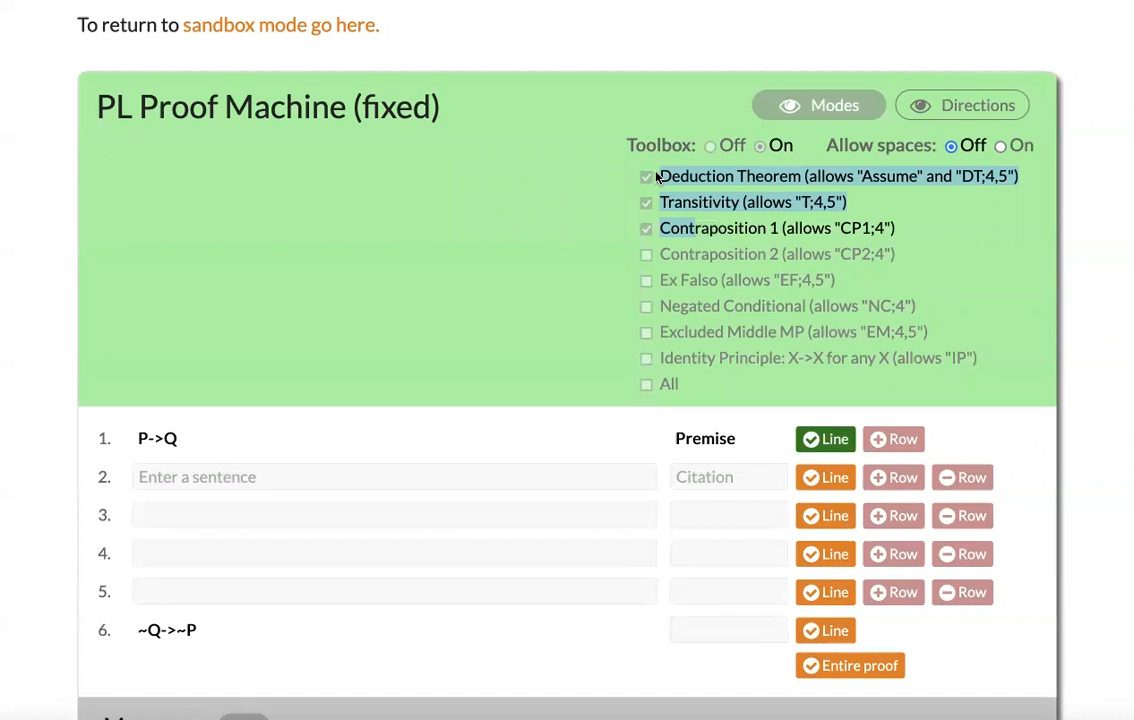 To return to sandbox mode go here.
PL Proof Machine (fixed)
Modes
Directions
Toolbox: Off On Allow spaces: Off On
Deduction Theorem (allows "Assume" and "DT;4,5")
Transitivity (allows "T;4,5")
Contraposition 1 (allows "CP1;4")
Contraposition 2 (allows "CP2;4")
Ex Falso (allows "EF;4,5")
Negated Conditional (allows "NC;4")
Excluded Middle MP (allows "EM;4,5")
Identity Principle: X->X for any X (allows "IP")
All
1. P->Q Premise Line Row
2. Enter a sentence Citation Line Row Row
3. Line Row Row
4. Line Row Row
5. Line Row Row
6. ~Q->~P Line
Entire proof